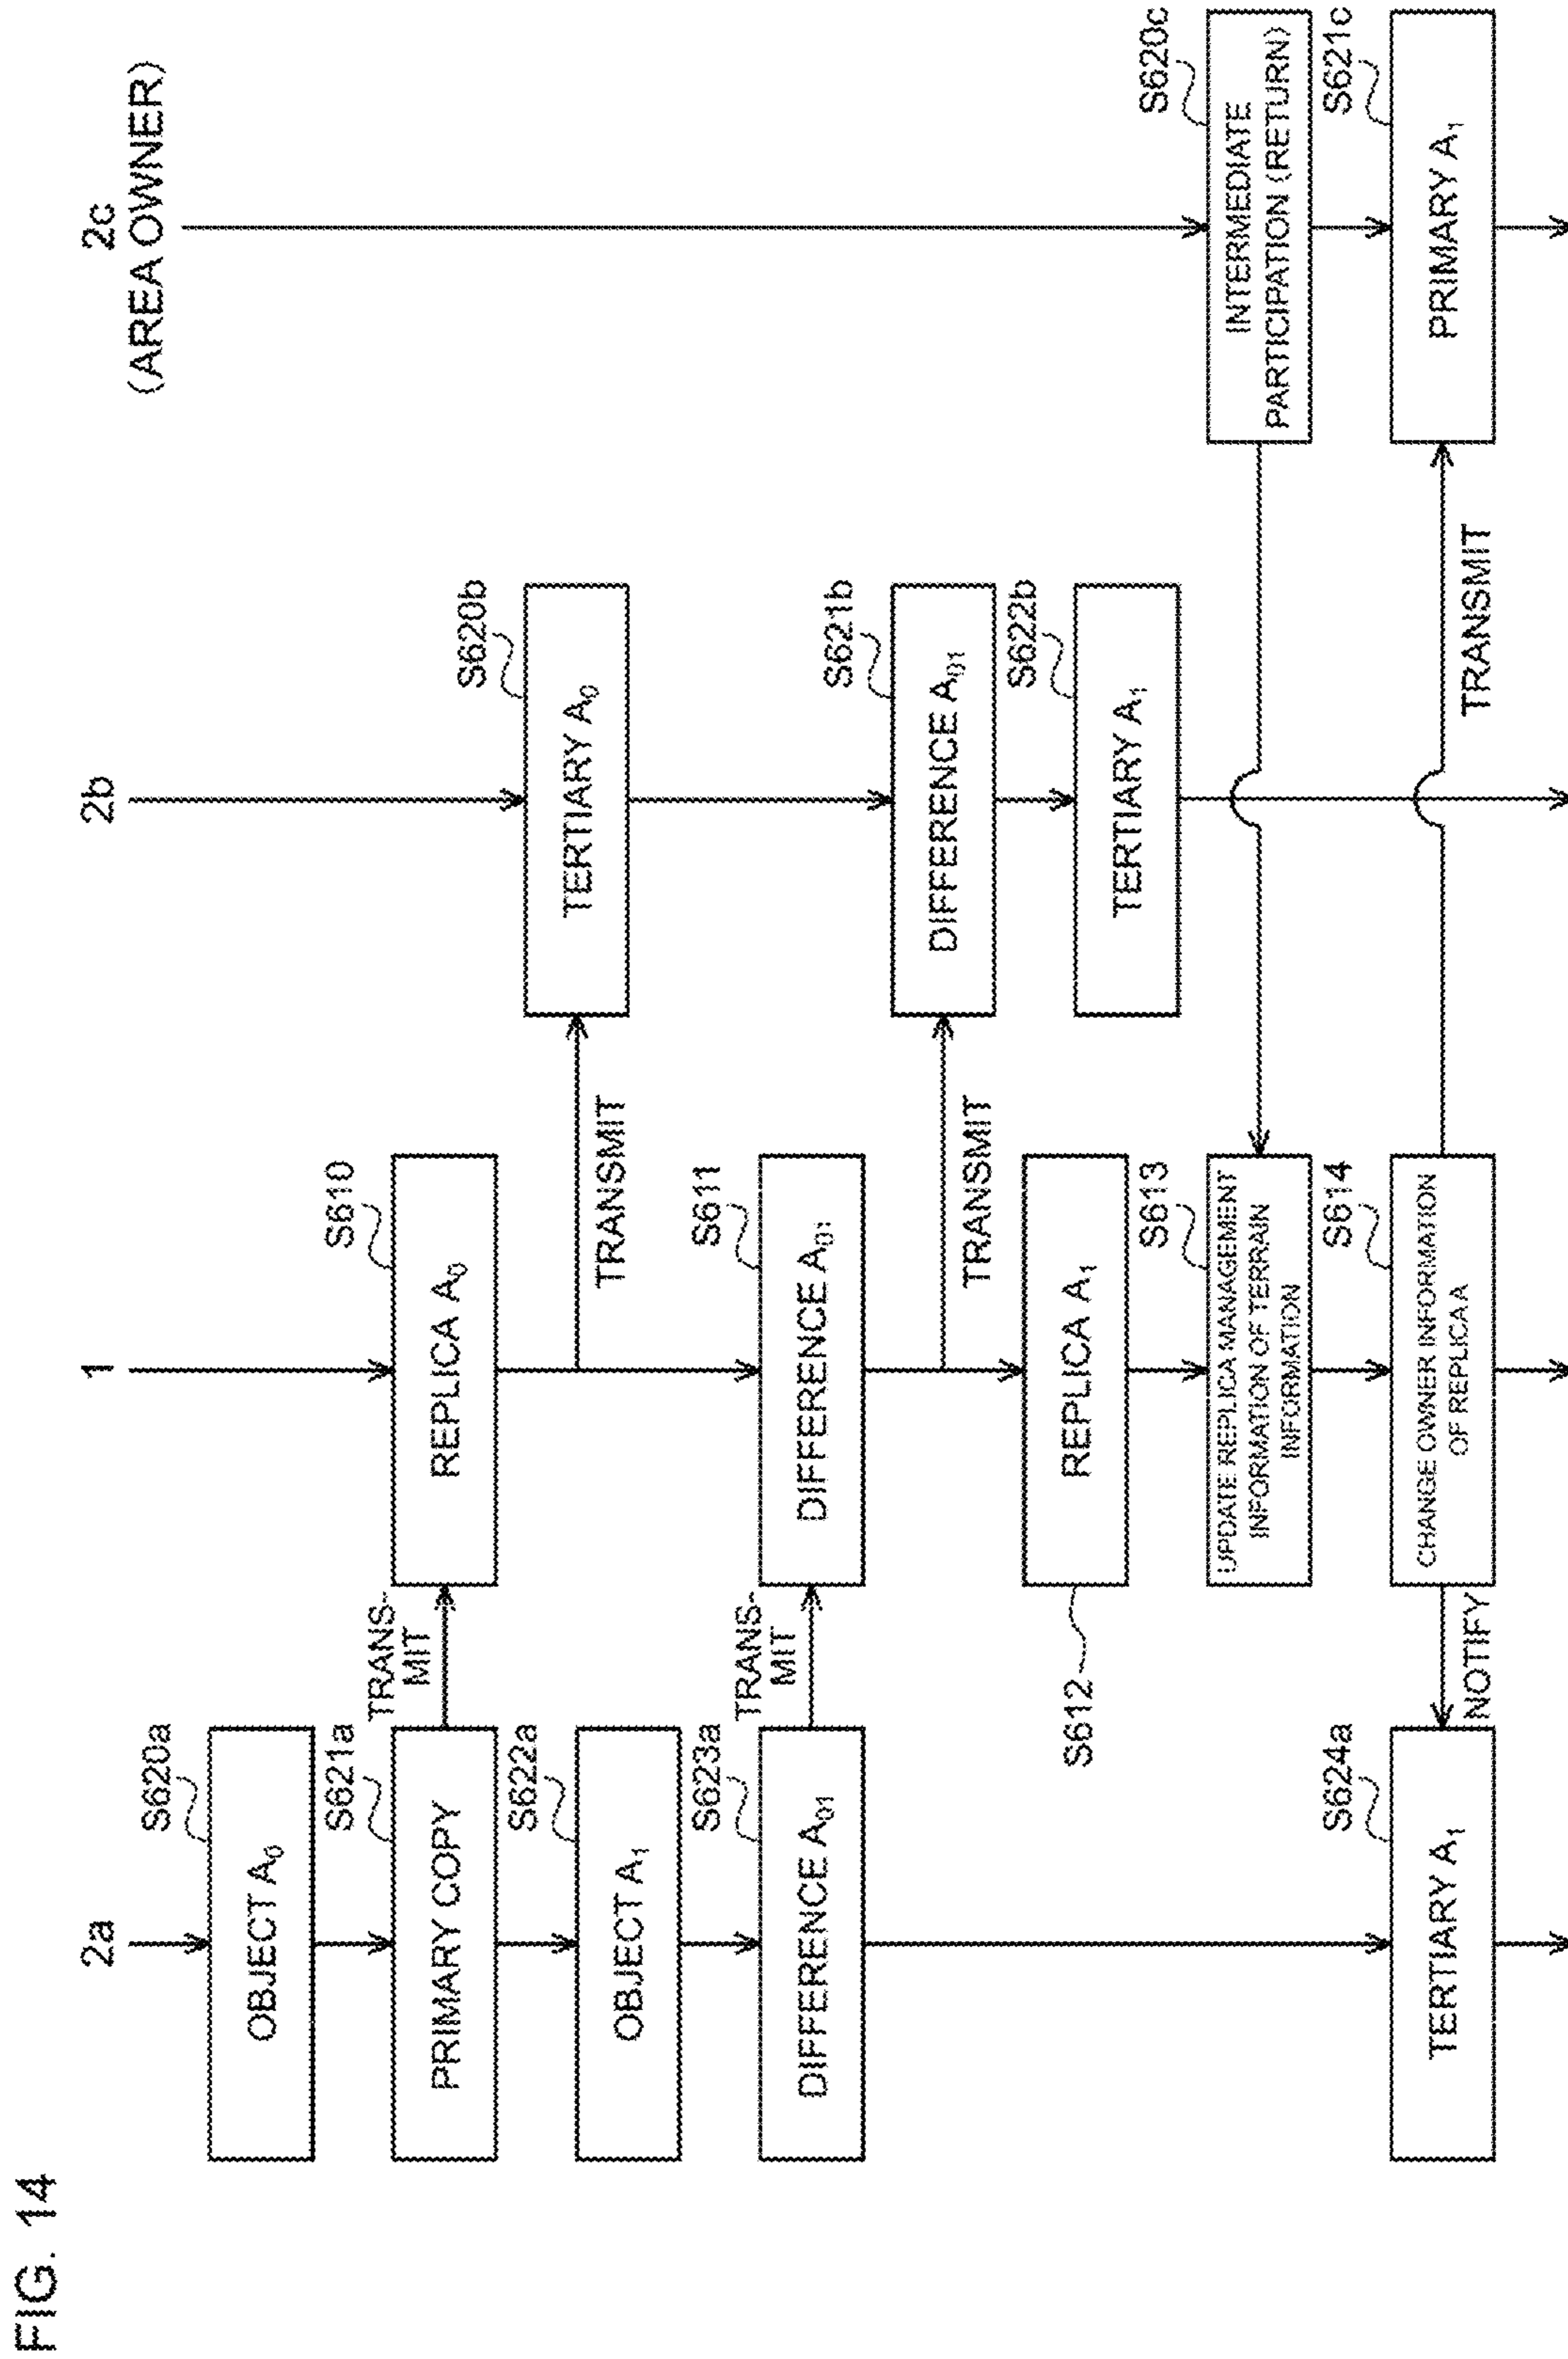 FIG. 14
2a
1
2b
2c
(AREA OWNER)
S620a
OBJECT A₀
S621a
PRIMARY COPY
TRANS-
MIT
S610
REPLICA A₀
S622a
OBJECT A₁
TRANSMIT
S620b
TERTIARY A₀
S623a
DIFFERENCE A₀₁
TRANS-
MIT
S611
DIFFERENCE A₀₁
TRANSMIT
S621b
DIFFERENCE A₀₁
S612
REPLICA A₁
S622b
TERTIARY A₁
S613
UPDATE REPLICA MANAGEMENT
INFORMATION OF TERRAIN
INFORMATION
S620c
INTERMEDIATE
PARTICIPATION (RETURN)
S624a
TERTIARY A₁
NOTIFY
S614
CHANGE OWNER INFORMATION
OF REPLICA A
TRANSMIT
S621c
PRIMARY A₁